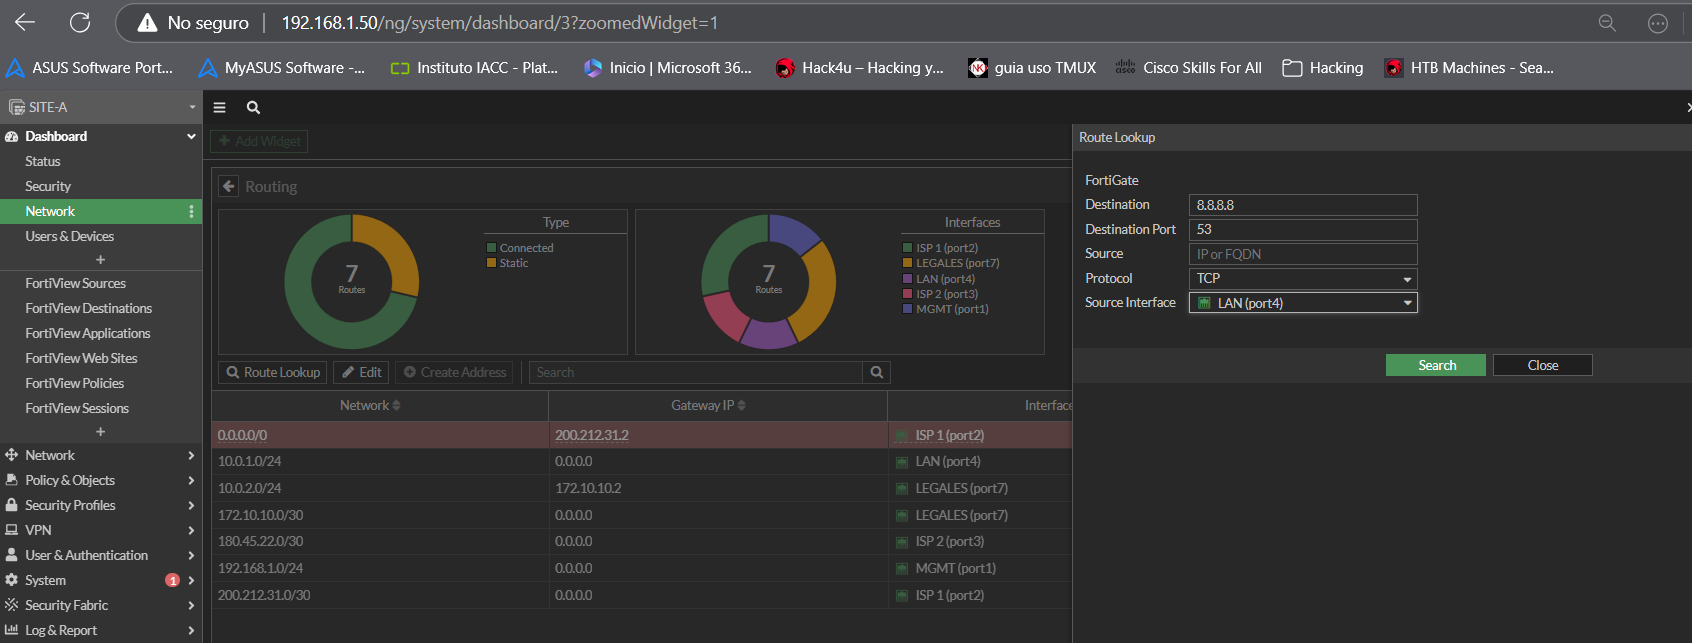 No seguro
192.168.1.50/ng/system/dashboard/3?zoomedWidget=1
ASUS Software Port...
MyASUS Software -...
Instituto IACC - Plat...
Inicio | Microsoft 36...
Hack4u – Hacking y...
NK
guia uso TMUX
cisco
Cisco Skills For All
Hacking
HTB Machines - Sea...
SITE-A
Dashboard
Status
Security
Network
Users & Devices
+
FortiView Sources
FortiView Destinations
FortiView Applications
FortiView Web Sites
FortiView Policies
FortiView Sessions
+
Network
Policy & Objects
Security Profiles
VPN
User & Authentication
System
1
Security Fabric
Log & Report
+ Add Widget
Routing
7
Routes
Type
Connected
Static
7
Routes
Interfaces
ISP 1 (port2)
LEGALES (port7)
LAN (port4)
ISP 2 (port3)
MGMT (port1)
Route Lookup
Edit
Create Address
Search
Network Gateway IP Interface
0.0.0.0/0 200.212.31.2 ISP 1 (port2)
10.0.1.0/24 0.0.0.0 LAN (port4)
10.0.2.0/24 172.10.10.2 LEGALES (port7)
172.10.10.0/30 0.0.0.0 LEGALES (port7)
180.45.22.0/30 0.0.0.0 ISP 2 (port3)
192.168.1.0/24 0.0.0.0 MGMT (port1)
200.212.31.0/30 0.0.0.0 ISP 1 (port2)
Route Lookup
FortiGate
Destination 8.8.8.8
Destination Port 53
Source IP or FQDN
Protocol TCP
Source Interface LAN (port4)
Search
Close